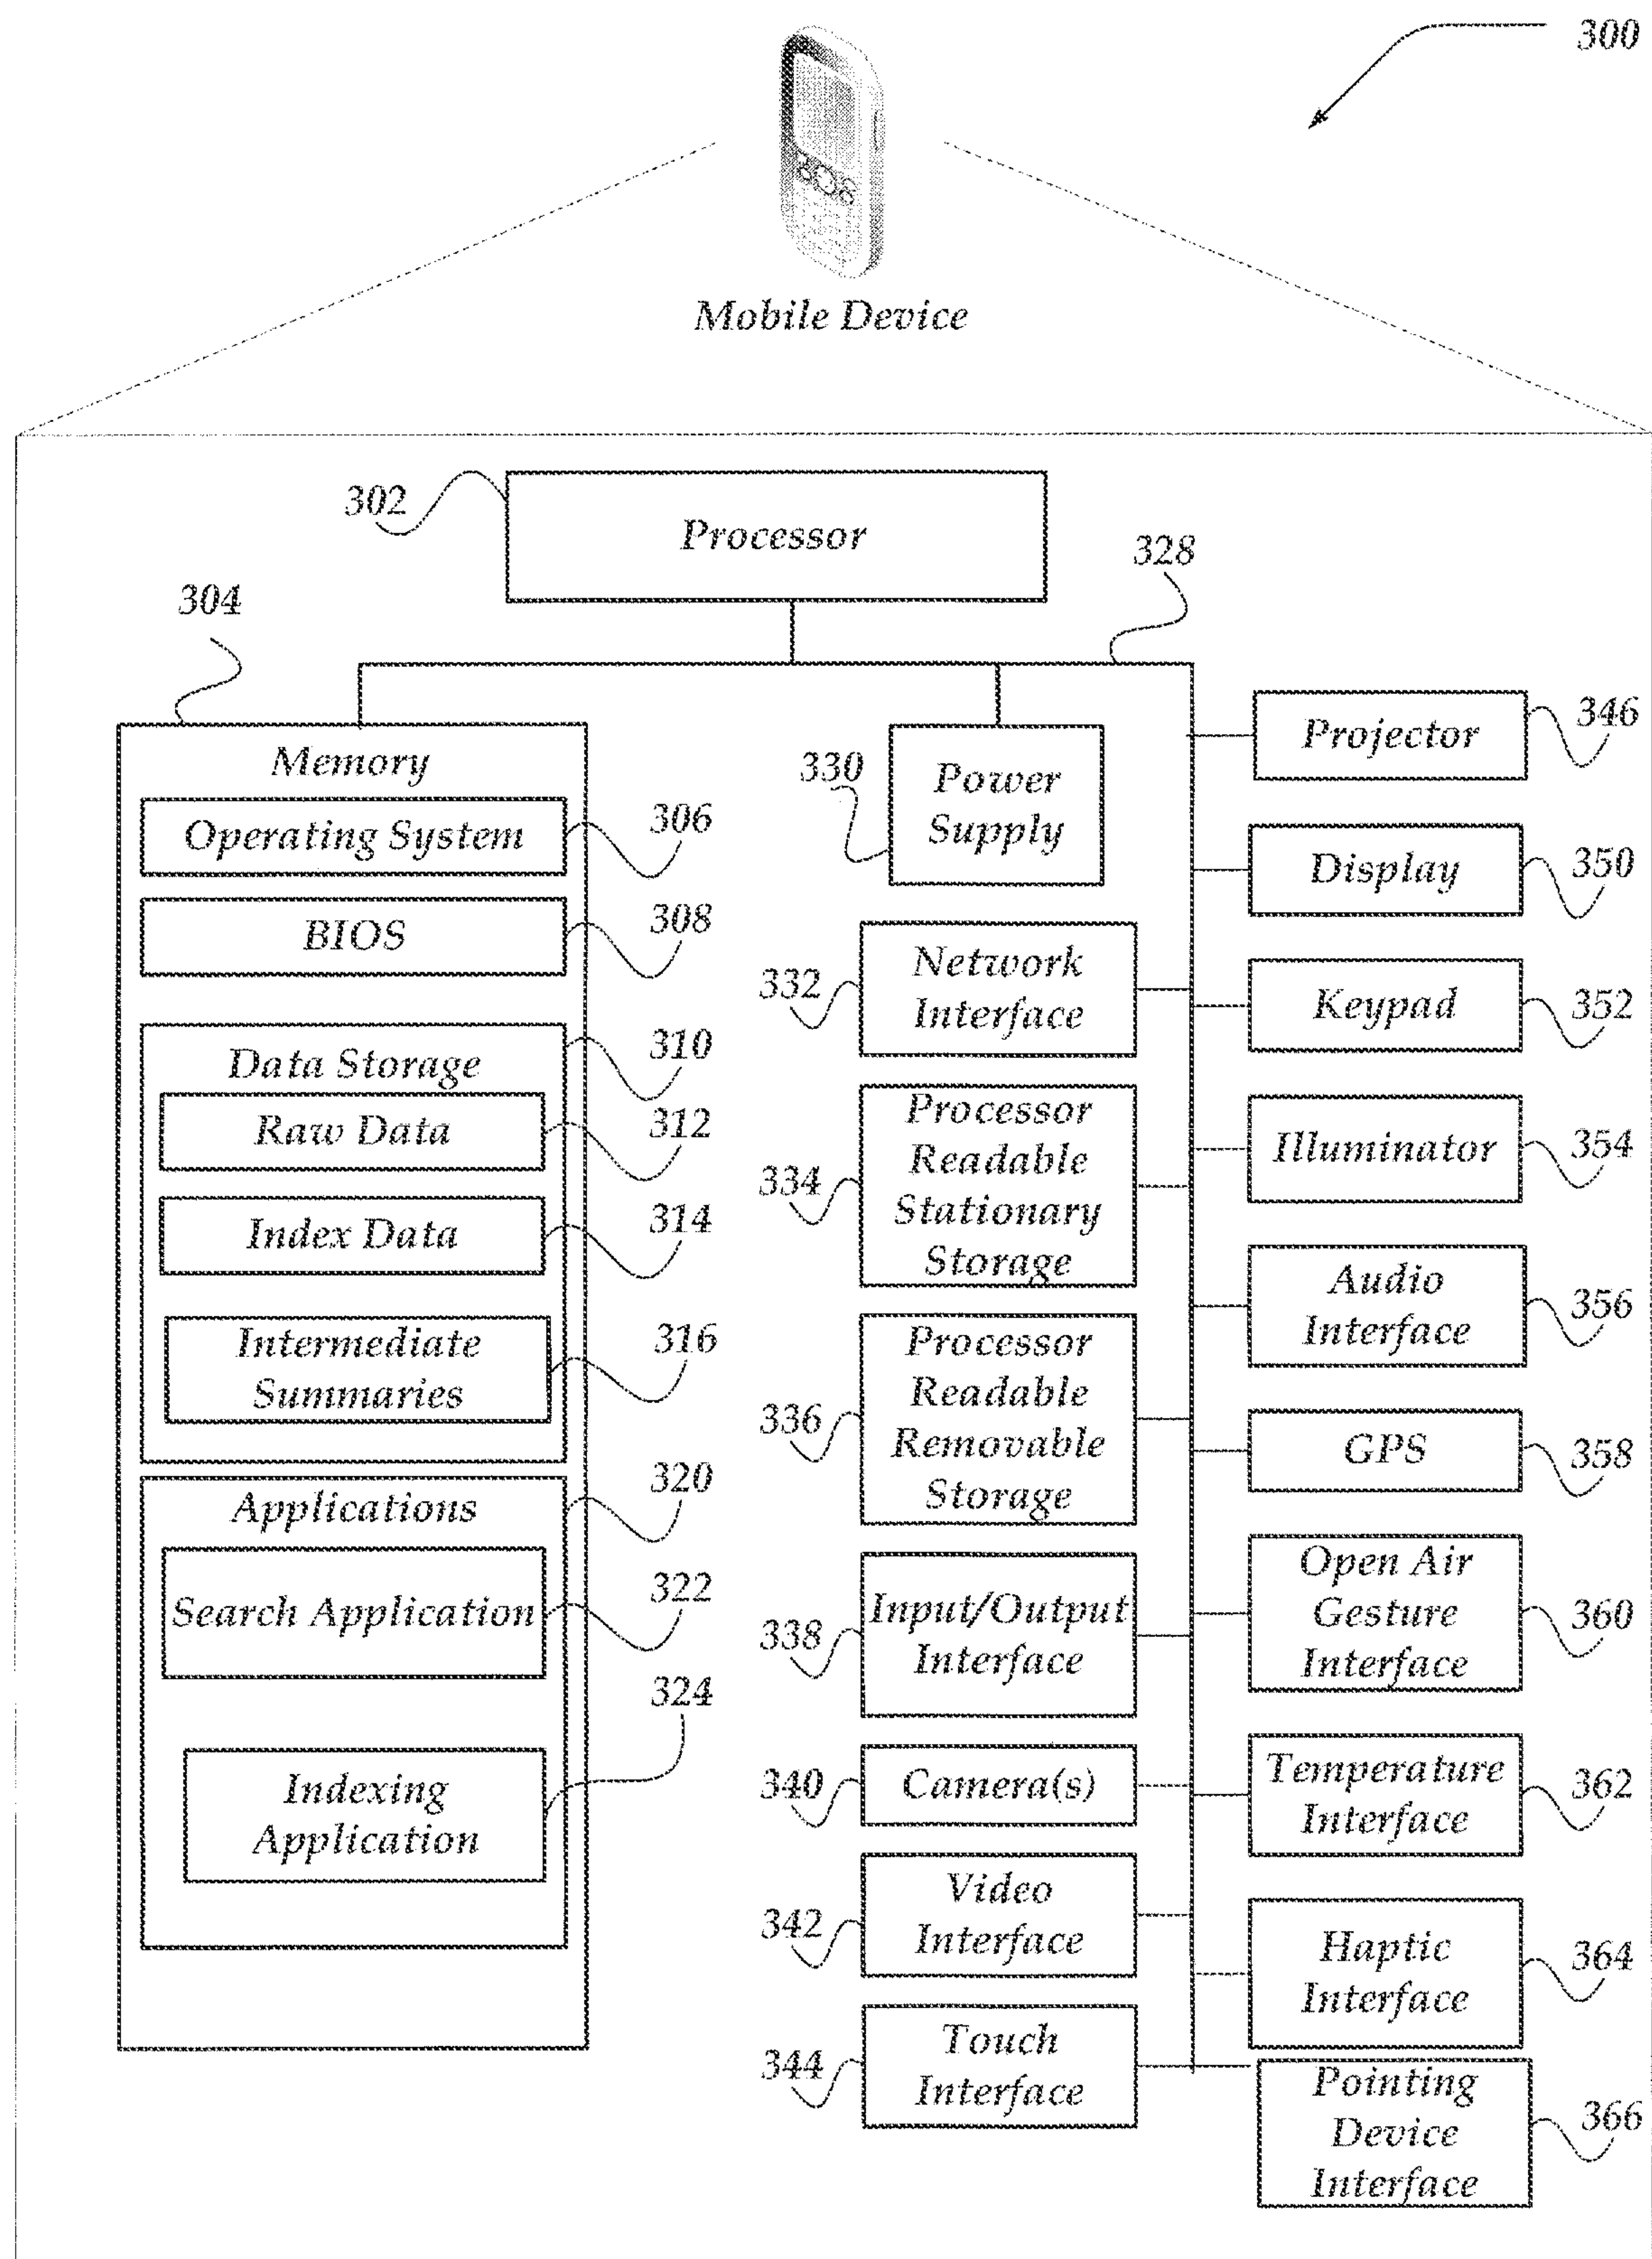 300
Mobile Device
302
Processor
328
304
Memory
Operating System
306
BIOS
308
Data Storage
310
Raw Data
312
Index Data
314
Intermediate
Summaries
316
Applications
320
Search Application
322
324
Indexing
Application
330
Power
Supply
332
Network
Interface
334
Processor
Readable
Stationary
Storage
336
Processor
Readable
Removable
Storage
338
Input/Output
Interface
340
Camera(s)
342
Video
Interface
344
Touch
Interface
Projector
346
Display
350
Keypad
352
Illuminator
354
Audio
Interface
356
GPS
358
Open Air
Gesture
Interface
360
Temperature
Interface
362
Haptic
Interface
364
Pointing
Device
Interface
366